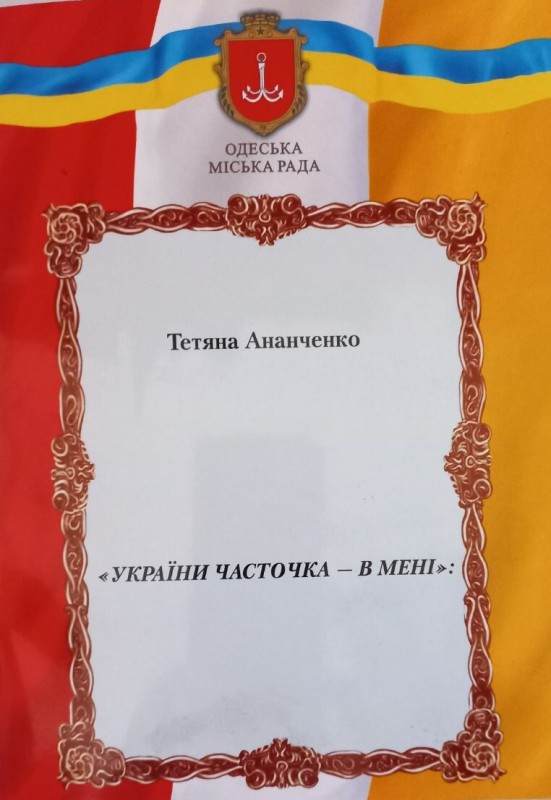 ОДЕСЬКА
МІСЬКА РАДА
Тетяна Ананченко
«УКРАЇНИ ЧАСТОЧКА – В МЕНІ»: